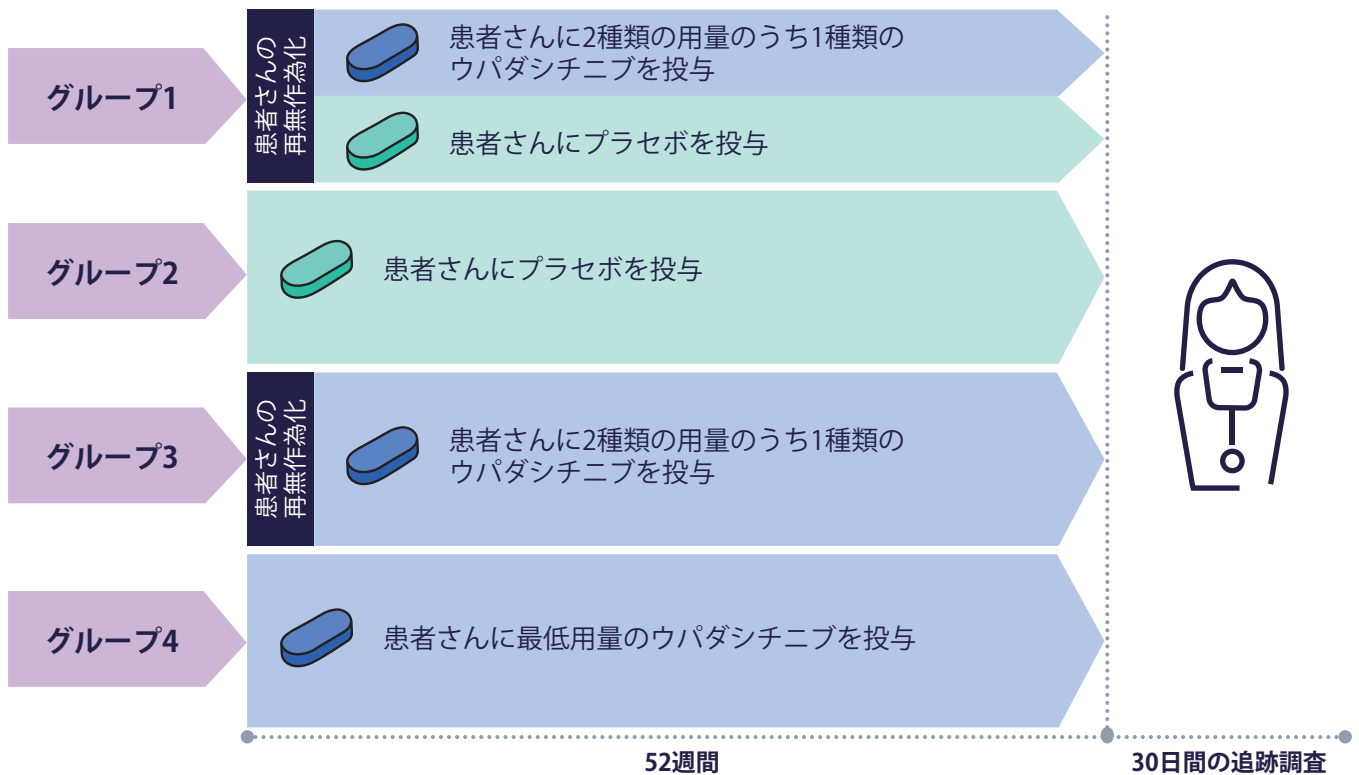 グループ1
患者さんの
再無作為化
患者さんに2種類の用量のうち1種類の
ウパダシチニブを投与
患者さんにプラセボを投与
グループ2
患者さんにプラセボを投与
グループ3
患者さんの
再無作為化
患者さんに2種類の用量のうち1種類の
ウパダシチニブを投与
グループ4
患者さんに最低用量のウパダシチニブを投与
52週間
30日間の追跡調査